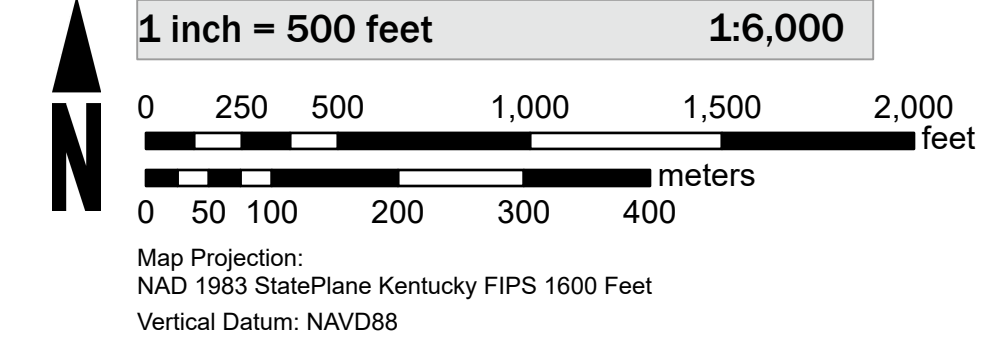 1 inch = 500 feet 1:6,000
0 250 500 1,000 1,500 2,000
feet
N
meters
0 50 100 200 300 400
Map Projection:
NAD 1983 StatePlane Kentucky FIPS 1600 Feet
Vertical Datum: NAVD88